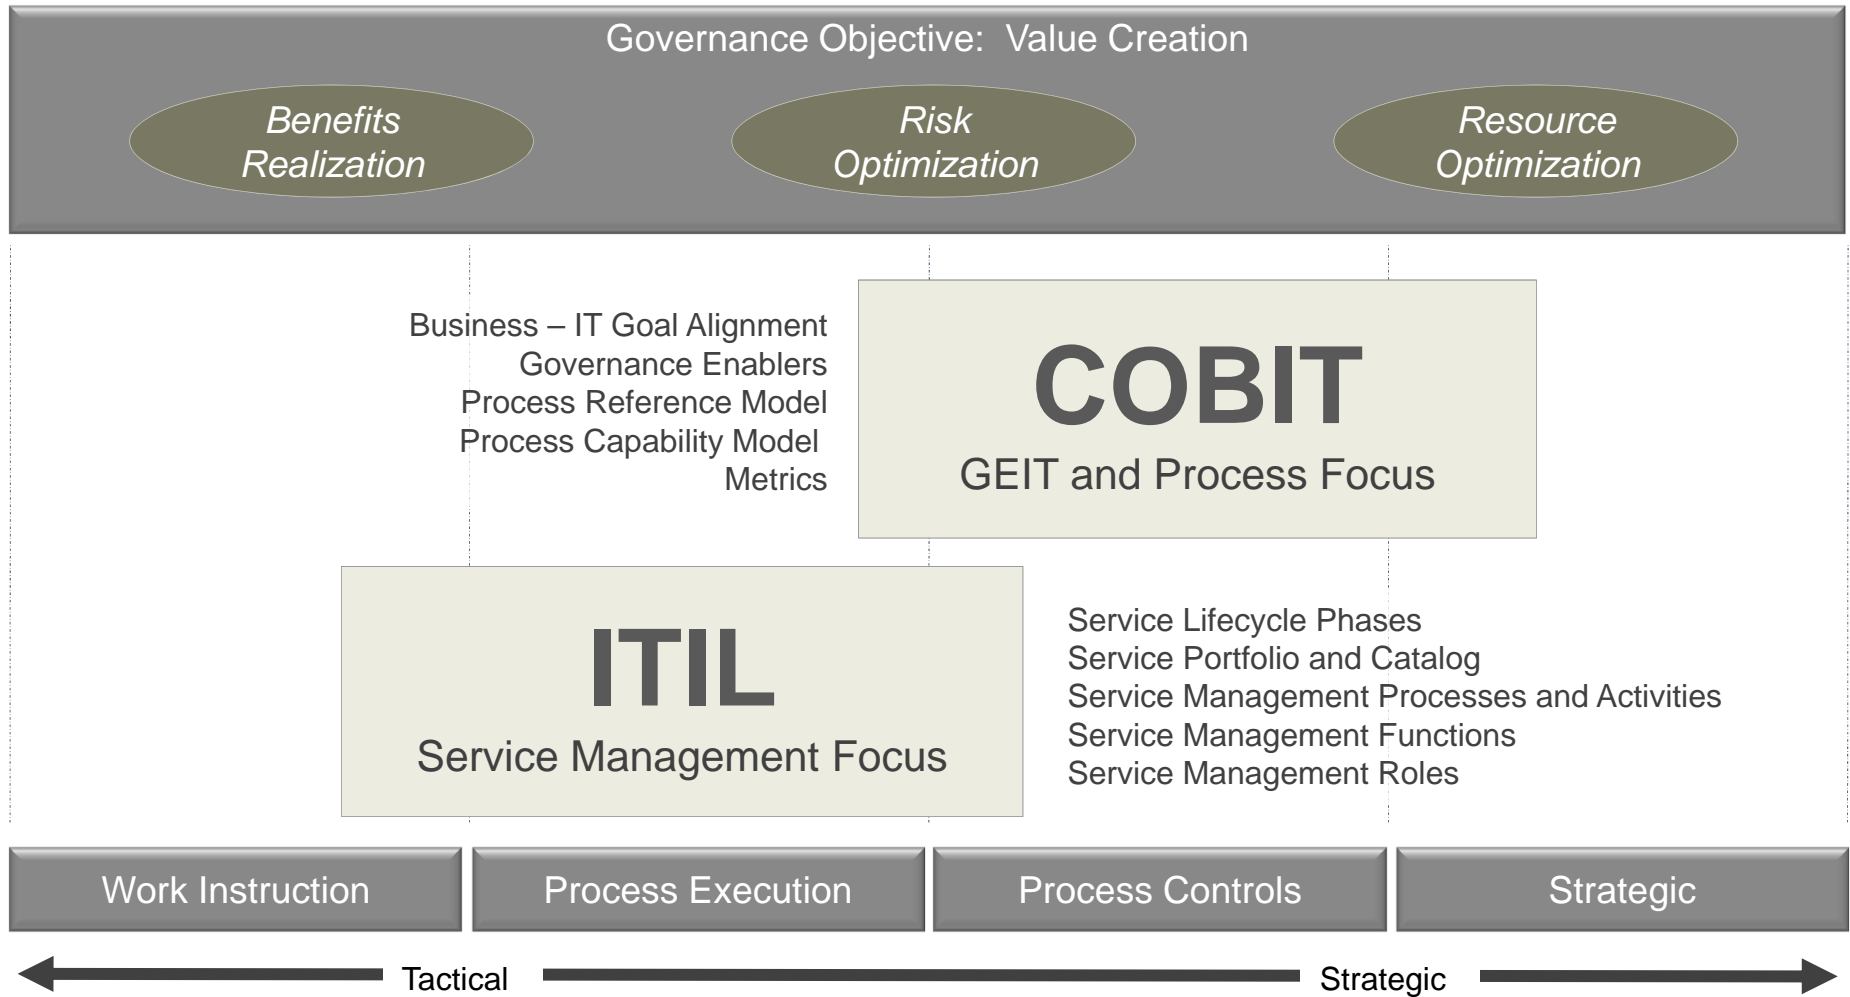 Governance Objective:  Value Creation
Benefits
Realization
Risk
Optimization
Resource
Optimization
Business – IT Goal Alignment
Governance Enablers
Process Reference Model
Process Capability Model
Metrics
COBIT
GEIT and Process Focus
ITIL
Service Management Focus
Service Lifecycle Phases
Service Portfolio and Catalog
Service Management Processes and Activities
Service Management Functions
Service Management Roles
Work Instruction
Process Execution
Process Controls
Strategic
Tactical
Strategic